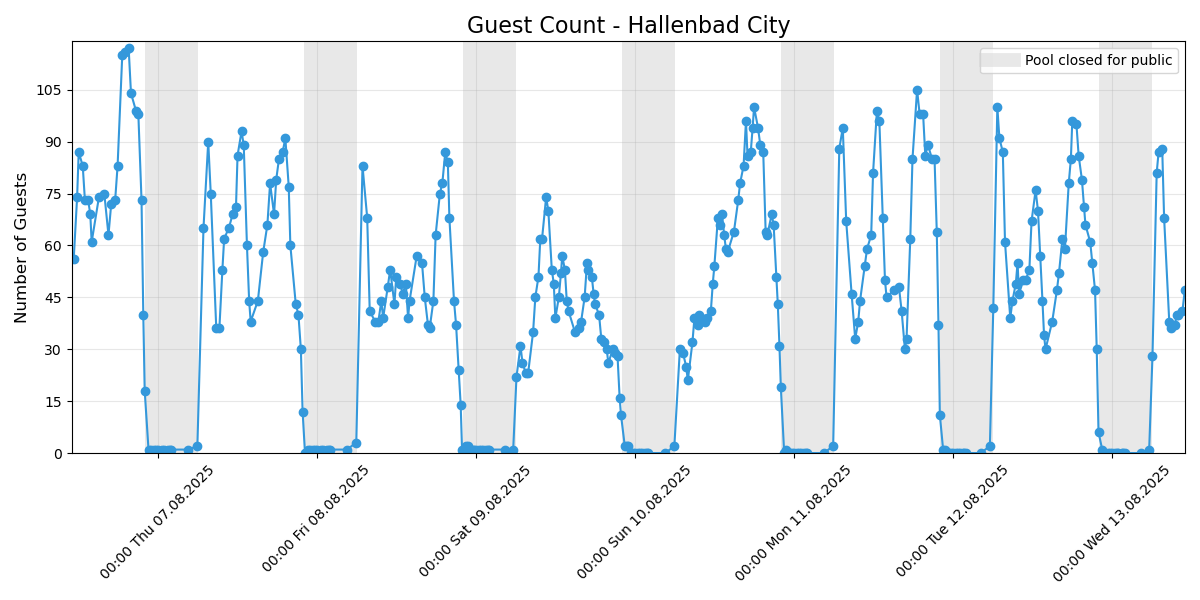 Guest Count - Hallenbad City
Pool closed for public
Number of Guests
105
90
75
60
45
30
15
0
00:00 Thu 07.08.2025
00:00 Fri 08.08.2025
00:00 Sat 09.08.2025
00:00 Sun 10.08.2025
00:00 Mon 11.08.2025
00:00 Tue 12.08.2025
00:00 Wed 13.08.2025